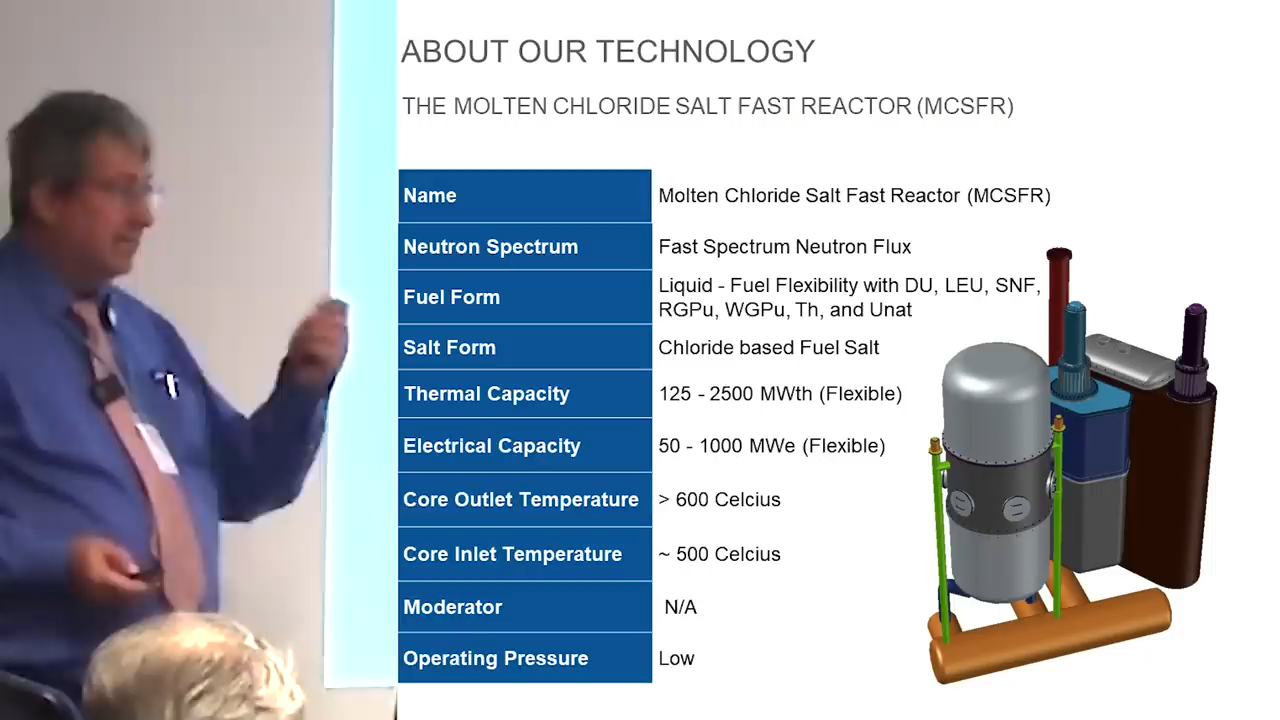 ABOUT OUR TECHNOLOGY
THE MOLTEN CHLORIDE SALT FAST REACTOR (MCSFR)
Name Molten Chloride Salt Fast Reactor (MCSFR)
Neutron Spectrum Fast Spectrum Neutron Flux
Fuel Form Liquid - Fuel Flexibility with DU, LEU, SNF,
RGPu, WGPu, Th, and Unat
Salt Form Chloride based Fuel Salt
Thermal Capacity 125 - 2500 MWth (Flexible)
Electrical Capacity 50 - 1000 MWe (Flexible)
Core Outlet Temperature > 600 Celcius
Core Inlet Temperature ~ 500 Celcius
Moderator N/A
Operating Pressure Low